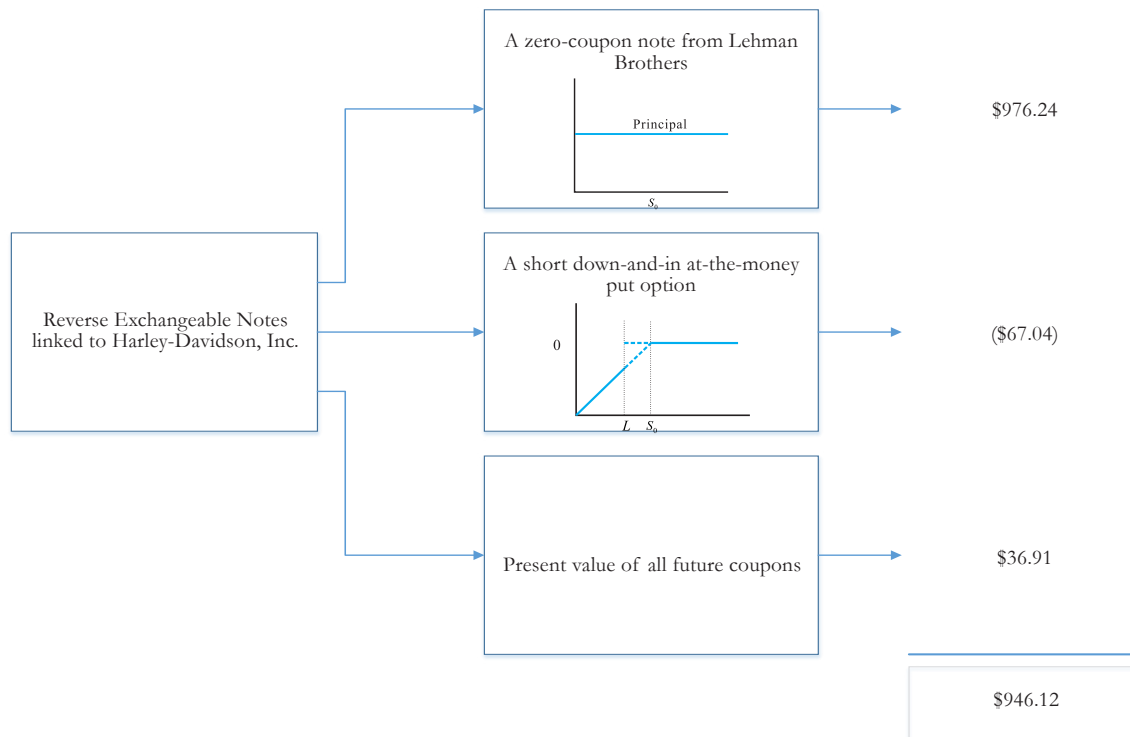 A zero-coupon note from Lehman
Brothers
Principal
S₀
$976.24
Reverse Exchangeable Notes
linked to Harley-Davidson, Inc.
A short down-and-in at-the-money
put option
0
L S₀
($67.04)
Present value of all future coupons
$36.91
$946.12